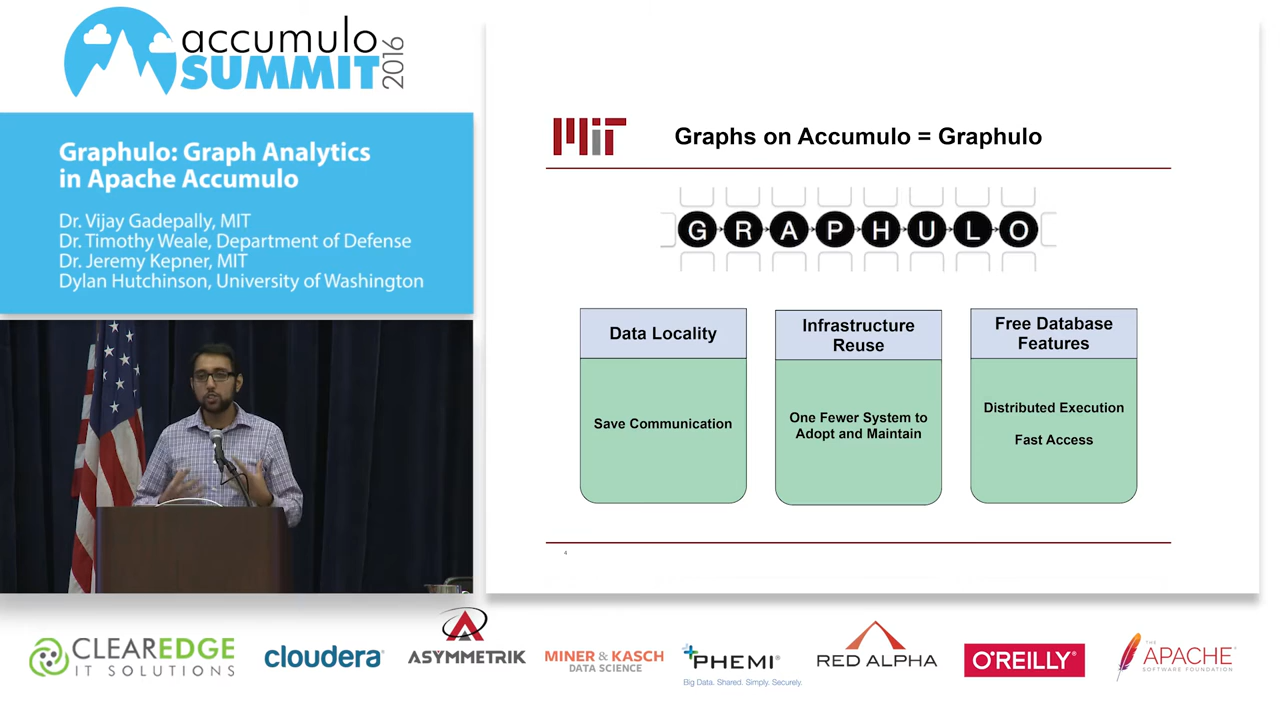 accumulo
SUMMIT
2016
Graphulo: Graph Analytics
in Apache Accumulo
Dr. Vijay Gadepally, MIT
Dr. Timothy Weale, Department of Defense
Dr. Jeremy Kepner, MIT
Dylan Hutchinson, University of Washington
MIT
Graphs on Accumulo = Graphulo
GRAPHULO
Data Locality
Save Communication
Infrastructure
Reuse
One Fewer System to
Adopt and Maintain
Free Database
Features
Distributed Execution
Fast Access
4
CLEAREDGE
IT SOLUTIONS
cloudera
ASYMMETRIK
MINER & KASCH
DATA SCIENCE
PHEMI
Big Data. Shared. Simply. Securely.
RED ALPHA
O'REILLY
THE
APACHE
SOFTWARE FOUNDATION